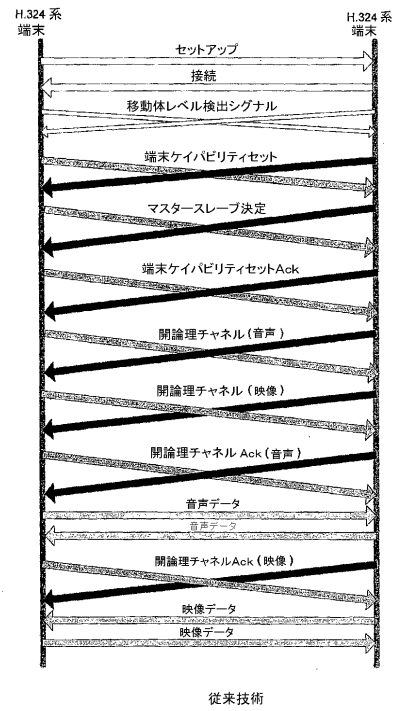 H.324 系
端末
H.324 系
端末
セットアップ
接続
移動体レベル検出シグナル
端末ケイパビリティセット
マスタースレーブ決定
端末ケイパビリティセットAck
開論理チャネル(音声)
開論理チャネル(映像)
開論理チャネル Ack(音声)
音声データ
音声データ
開論理チャネルAck(映像)
映像データ
映像データ
従来技術